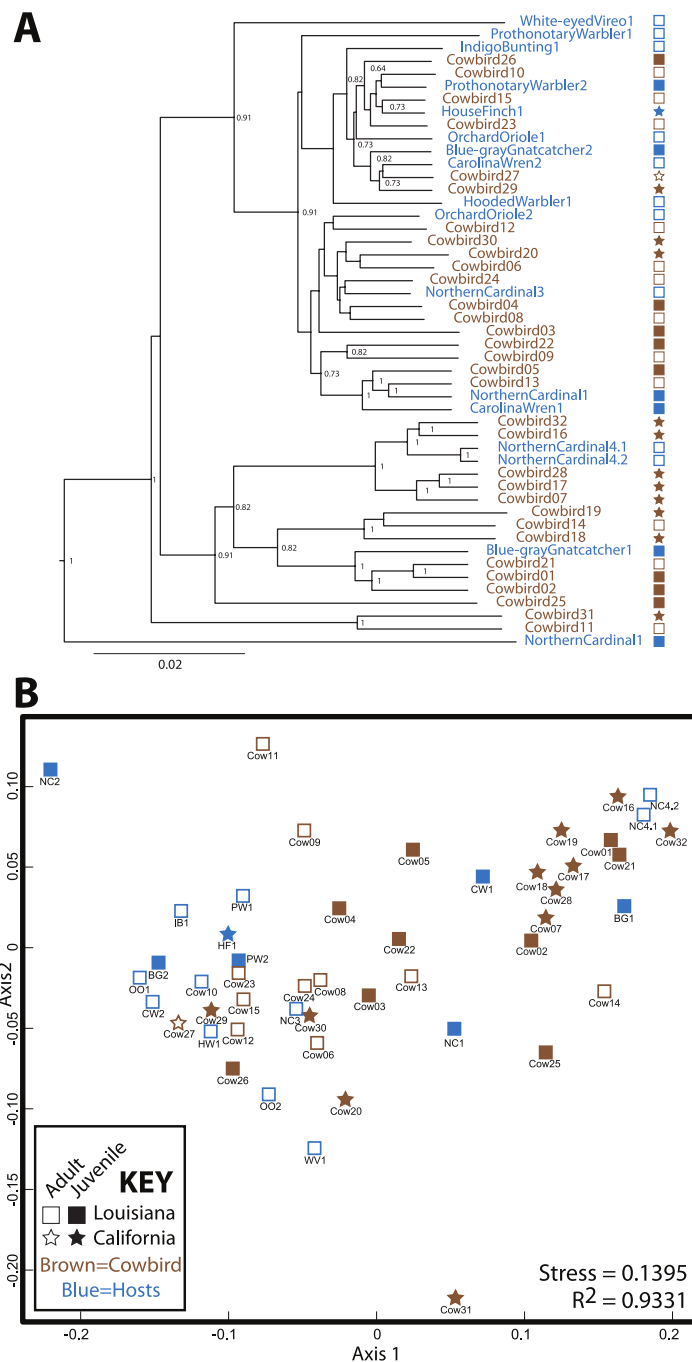 A
White-eyedVireo1
ProthonotaryWarbler1
IndigoBunting1
Cowbird26
0.64
Cowbird10
0.82
ProthonotaryWarbler2
Cowbird15
0.73
HouseFinch1
0.91
Cowbird23
OrchardOriole1
0.73
Blue-grayGnatcatcher2
0.82
CarolinaWren2
Cowbird27
0.73
Cowbird29
HoodedWarbler1
0.91
OrchardOriole2
Cowbird12
Cowbird30
Cowbird20
Cowbird06
Cowbird24
NorthernCardinal3
Cowbird04
Cowbird08
Cowbird03
Cowbird22
0.82
Cowbird09
0.73
Cowbird05
1
Cowbird13
1
NorthernCardinal1
CarolinaWren1
Cowbird32
1
Cowbird16
1
NorthernCardinal4.1
1
NorthernCardinal4.2
Cowbird28
1
Cowbird17
1
Cowbird07
1
0.82
Cowbird19
1
Cowbird14
Cowbird18
0.91
0.82
Blue-grayGnatcatcher1
1
Cowbird21
1
Cowbird01
1
Cowbird02
1
Cowbird25
Cowbird31
1
Cowbird11
NorthernCardinal1
0.02
B
Axis2
0.10
0.05
0
-0.05
-0.10
-0.15
-0.20
NC2
Cow11
Cow16
NC4.2
NC4.1
Cow09
Cow19
Cow32
Cow01
Cow05
Cow21
CW1
Cow18
Cow17
Cow28
PW1
IB1
Cow04
BG1
Cow07
HF1
Cow22
Cow02
BG2
PW2
OO1
Cow10
Cow23
Cow24
Cow08
Cow13
Cow14
CW2
Cow27
Cow29
Cow15
NC3
Cow30
Cow03
HW1
Cow12
Cow06
NC1
Cow26
Cow25
OO2
Cow20
WV1
Cow31
Adult
Juvenile
KEY
Louisiana
California
Brown=Cowbird
Blue=Hosts
Stress = 0.1395
R2 = 0.9331
-0.2
-0.1
0
0.1
0.2
Axis 1